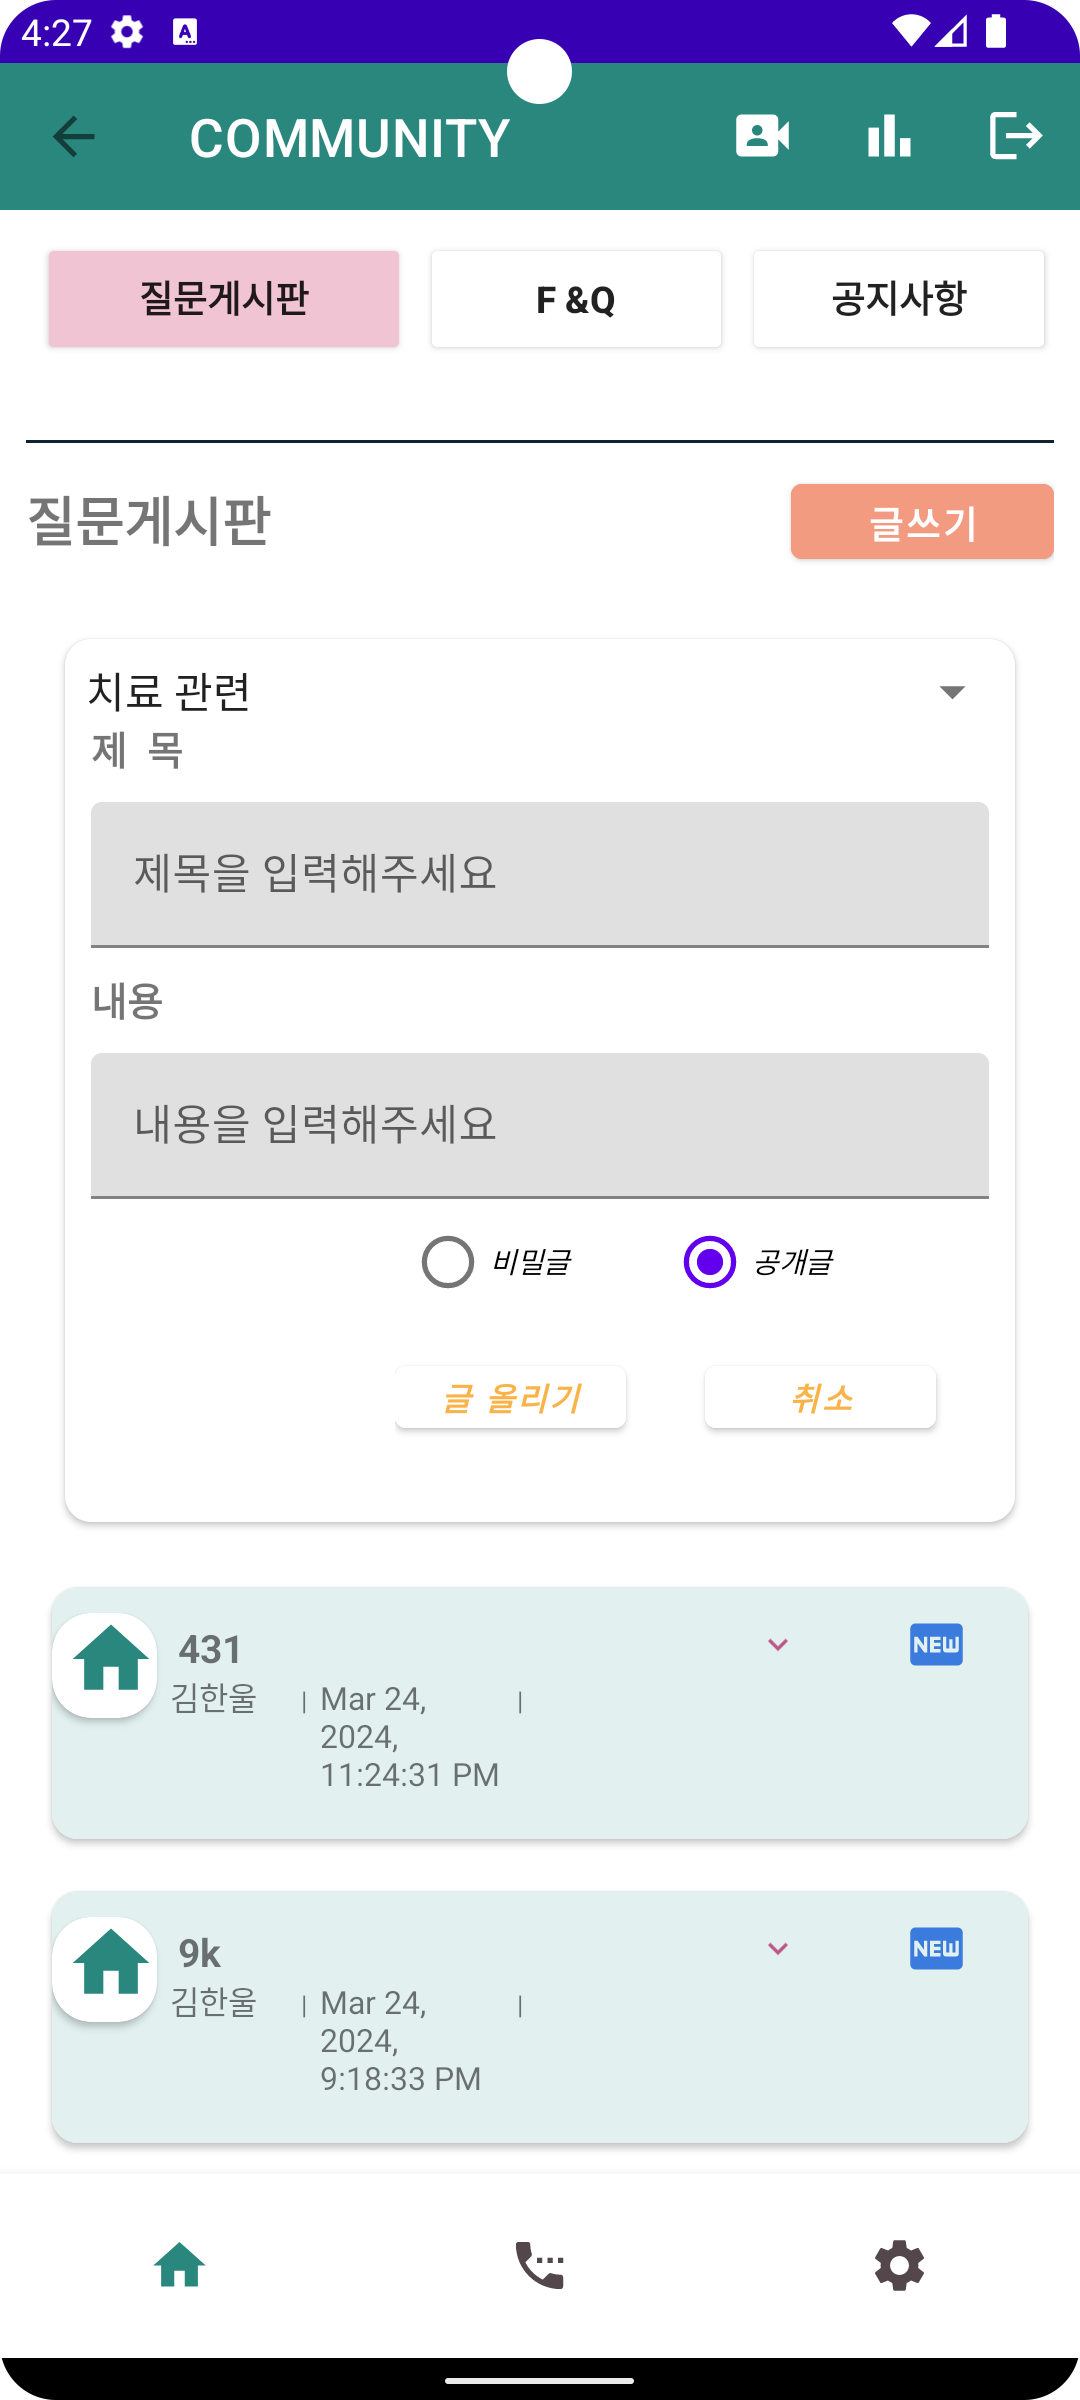 4:27
COMMUNITY
질문게시판
F &Q
공지사항
질문게시판
글쓰기
치료 관련
제 목
제목을 입력해주세요
내용
내용을 입력해주세요
비밀글
공개글
글 올리기
취소
431
NEW
김한울 | Mar 24, |
2024,
11:24:31 PM
9k
NEW
김한울 | Mar 24, |
2024,
9:18:33 PM